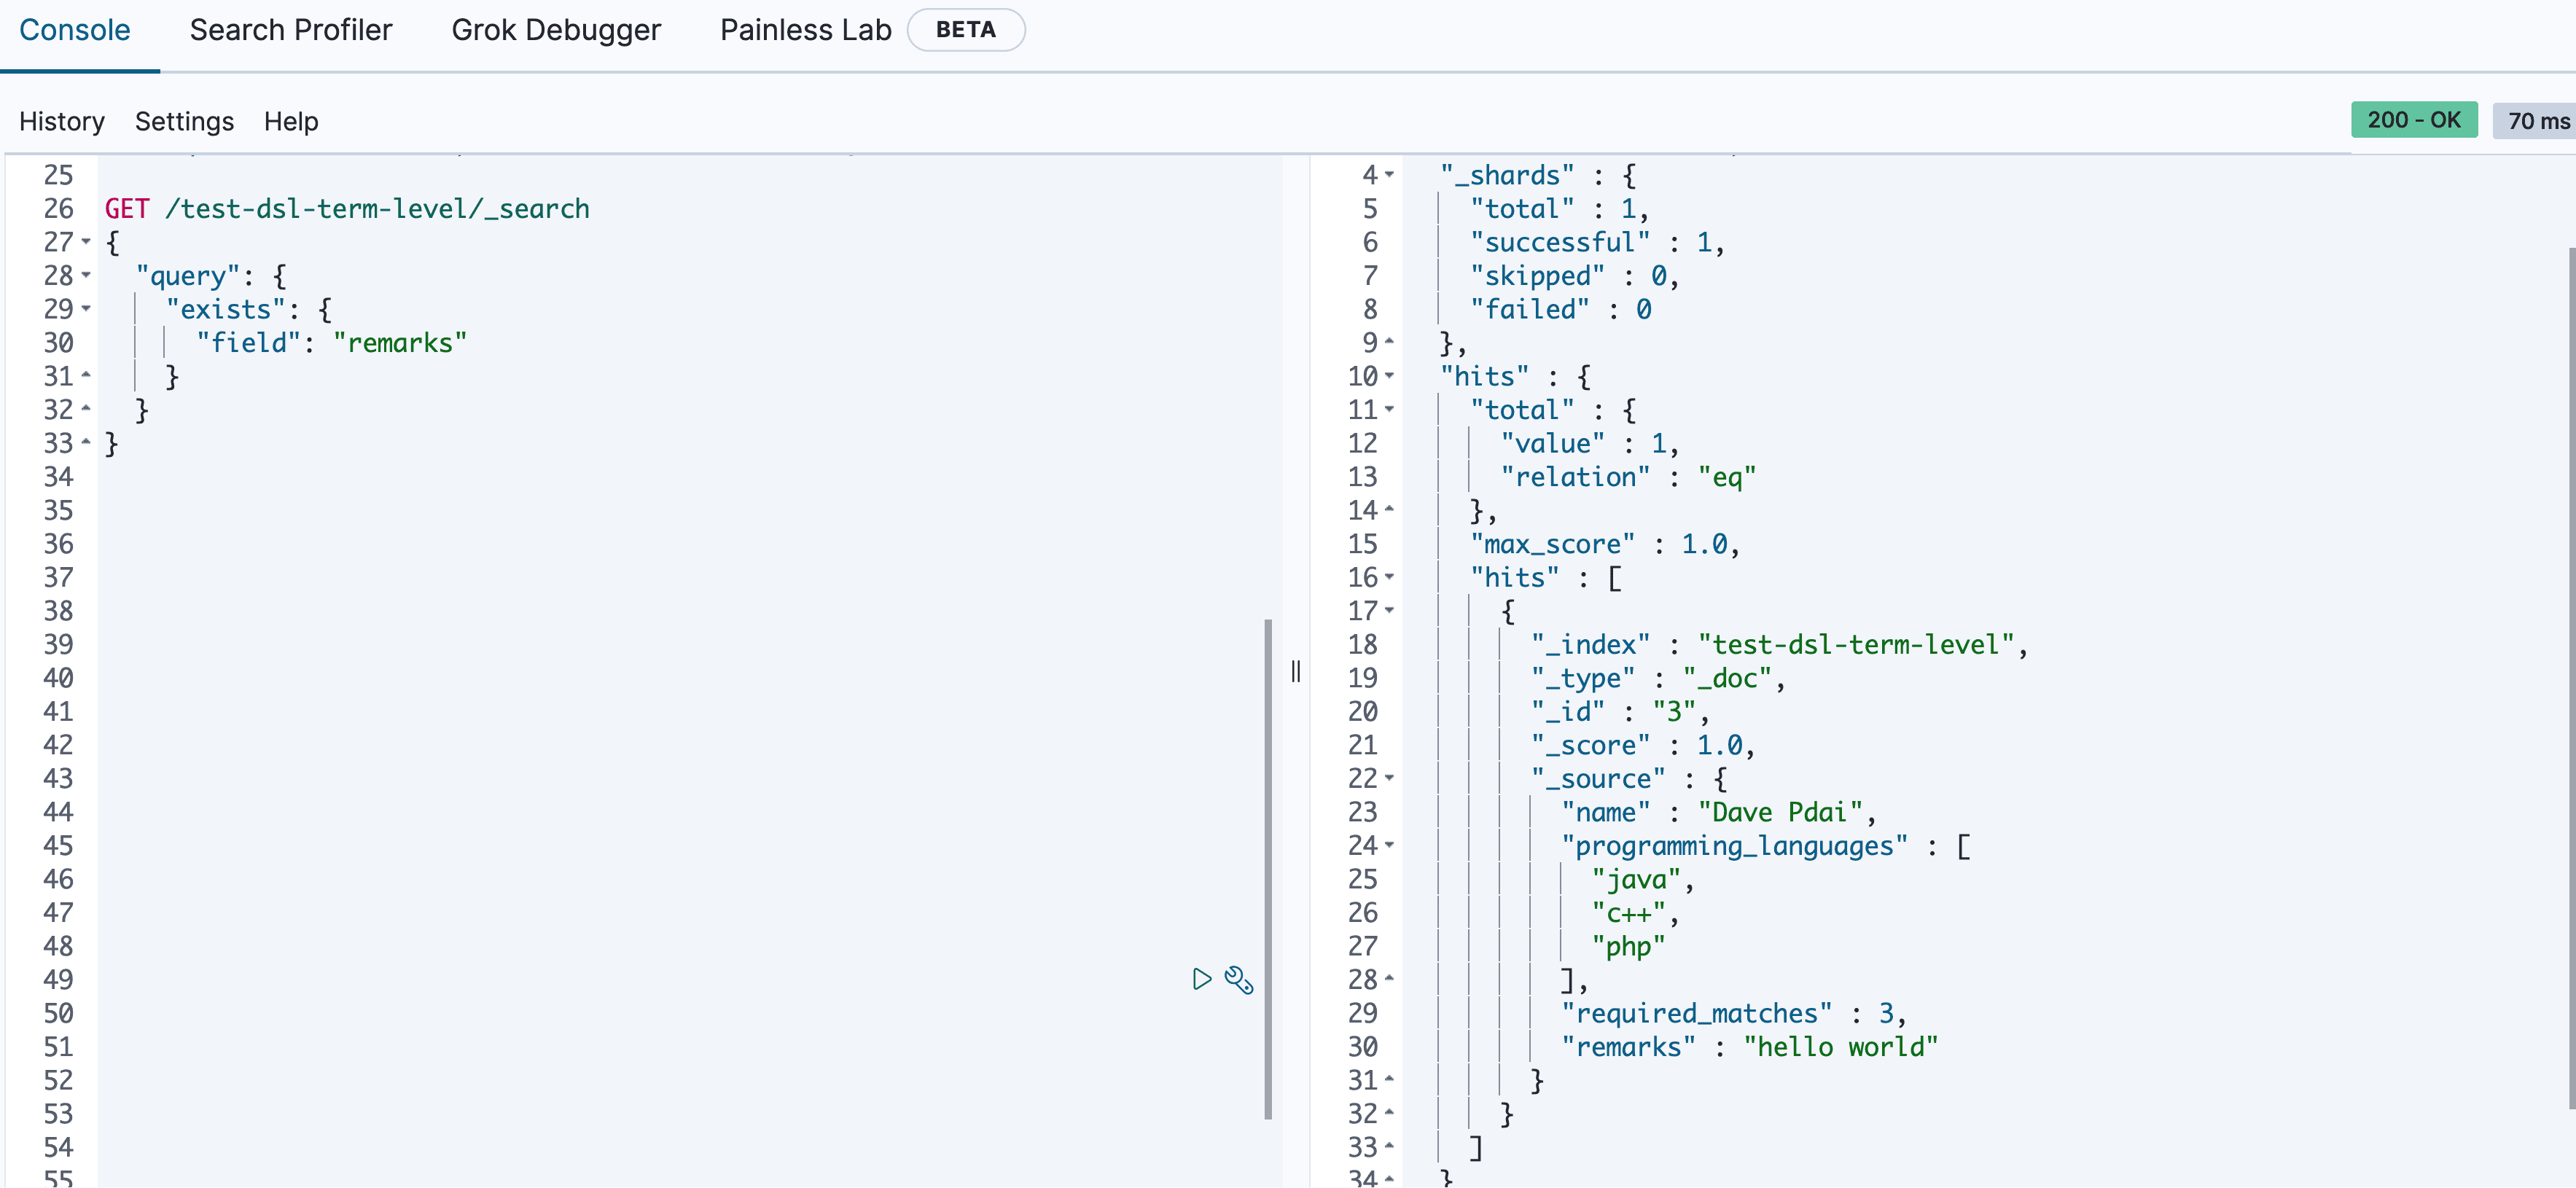 Console Search Profiler Grok Debugger Painless Lab BETA
History Settings Help
200 - OK 70 ms
25
26 GET /test-dsl-term-level/_search
27 {
28 "query": {
29 "exists": {
30 "field": "remarks"
31 }
32 }
33 }
34
35
36
37
38
39
40
41
42
43
44
45
46
47
48
49
50
51
52
53
54
55
4 "_shards" : {
5 "total" : 1,
6 "successful" : 1,
7 "skipped" : 0,
8 "failed" : 0
9 },
10 "hits" : {
11 "total" : {
12 "value" : 1,
13 "relation" : "eq"
14 },
15 "max_score" : 1.0,
16 "hits" : [
17 {
18 "_index" : "test-dsl-term-level",
19 "_type" : "_doc",
20 "_id" : "3",
21 "_score" : 1.0,
22 "_source" : {
23 "name" : "Dave Pdai",
24 "programming_languages" : [
25 "java",
26 "c++",
27 "php"
28 ],
29 "required_matches" : 3,
30 "remarks" : "hello world"
31 }
32 }
33 ]
34 }